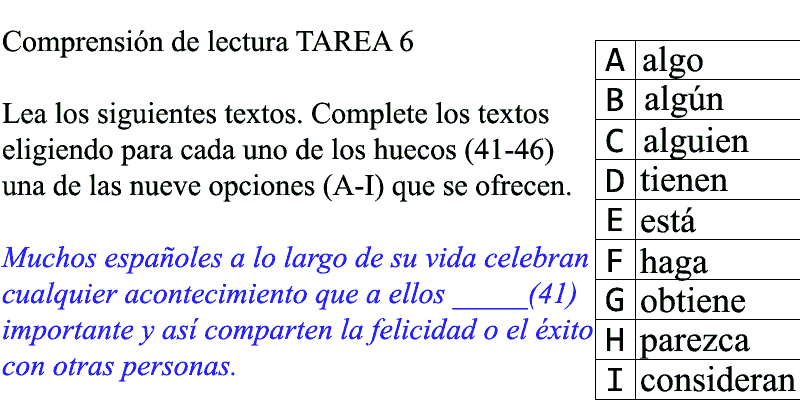 Comprensión de lectura TAREA 6
Lea los siguientes textos. Complete los textos
eligiendo para cada uno de los huecos (41-46)
una de las nueve opciones (A-I) que se ofrecen.
Muchos españoles a lo largo de su vida celebran
cualquier acontecimiento que a ellos _____(41)
importante y así comparten la felicidad o el éxito
con otras personas.
A algo
B algún
C alguien
D tienen
E está
F haga
G obtiene
H parezca
I consideran